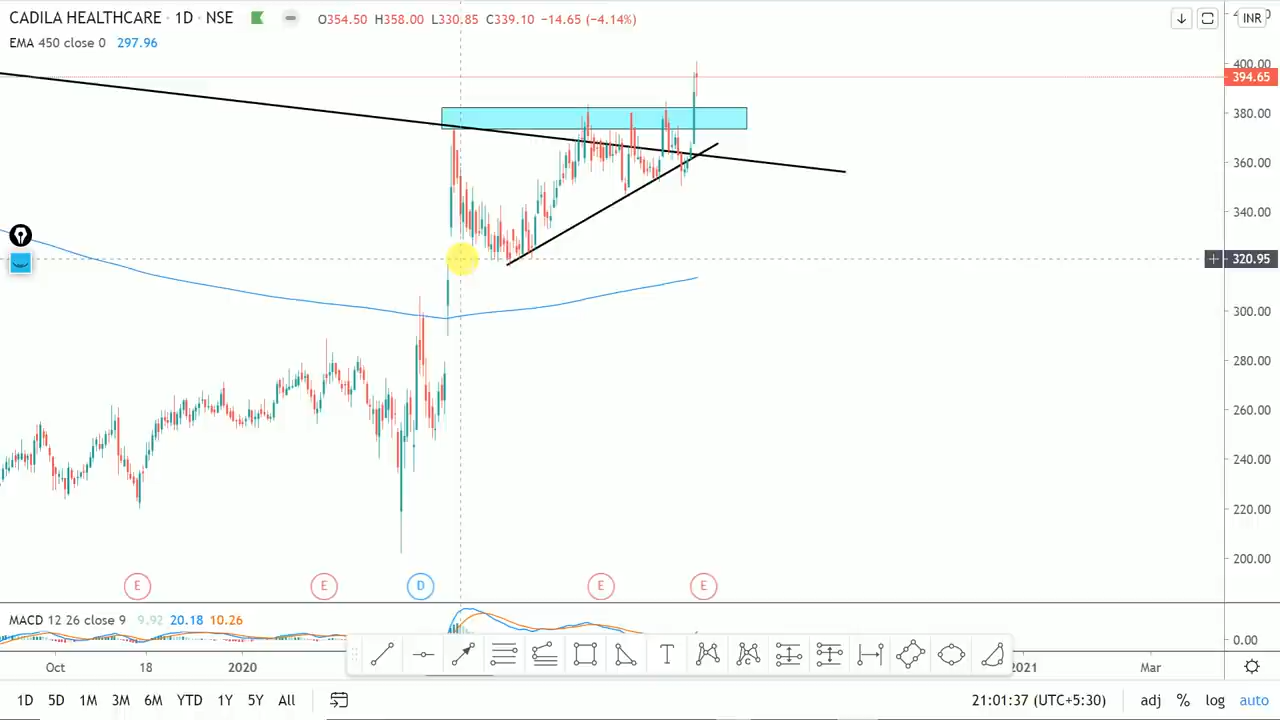 CADILA HEALTHCARE · 1D · NSE O354.50 H358.00 L330.85 C339.10 −14.65 (−4.14%) INR
EMA 450 close 0 297.96
400.00
394.65
380.00
360.00
340.00
320.95
300.00
280.00
260.00
240.00
220.00
200.00
E E D E E
MACD 12 26 close 9 9.92 20.18 10.26
0.00
Oct 18 2020 2021 Mar
1D 5D 1M 3M 6M YTD 1Y 5Y All 21:01:37 (UTC+5:30) adj % log auto